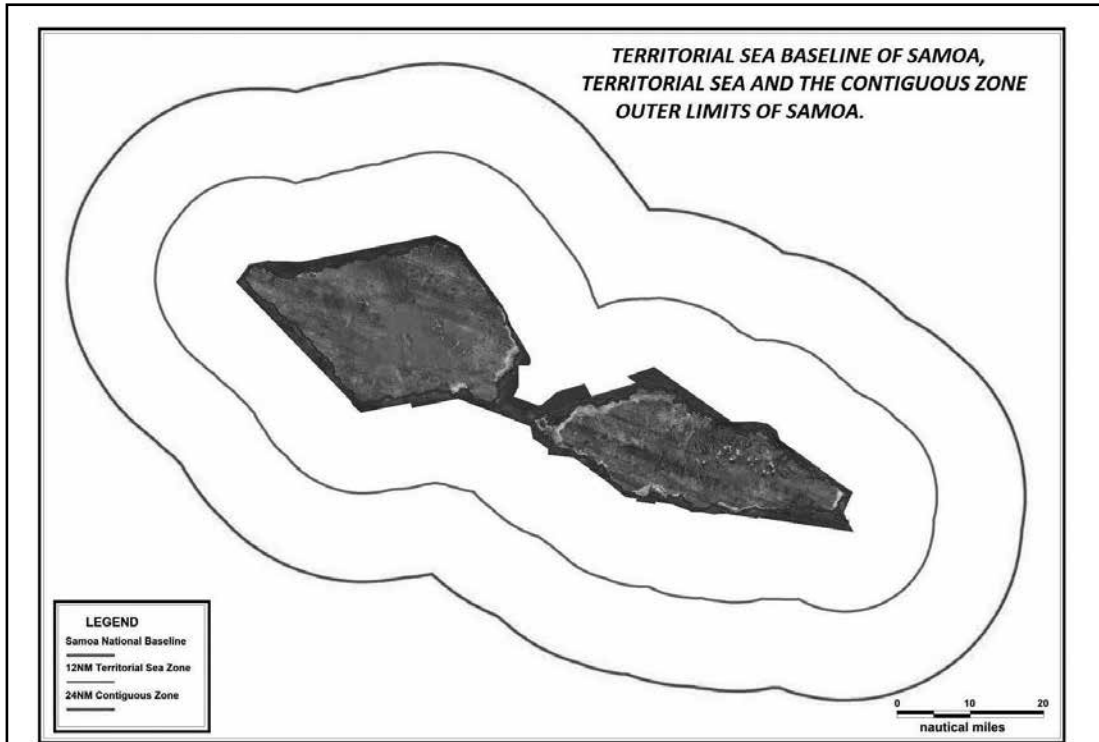 TERRITORIAL SEA BASELINE OF SAMOA,
TERRITORIAL SEA AND THE CONTIGUOUS ZONE
OUTER LIMITS OF SAMOA.
LEGEND
Samoa National Baseline
12NM Territorial Sea Zone
24NM Contiguous Zone
0 10 20
nautical miles